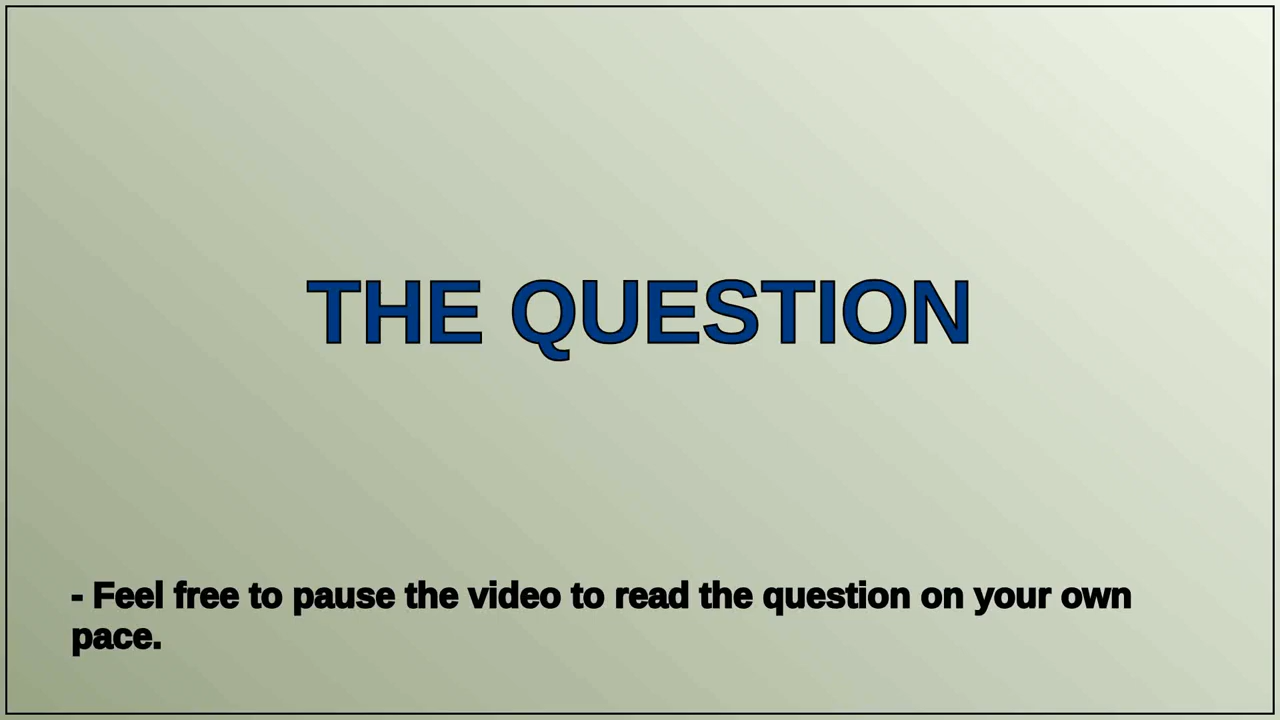 THE QUESTION
- Feel free to pause the video to read the question on your own
pace.